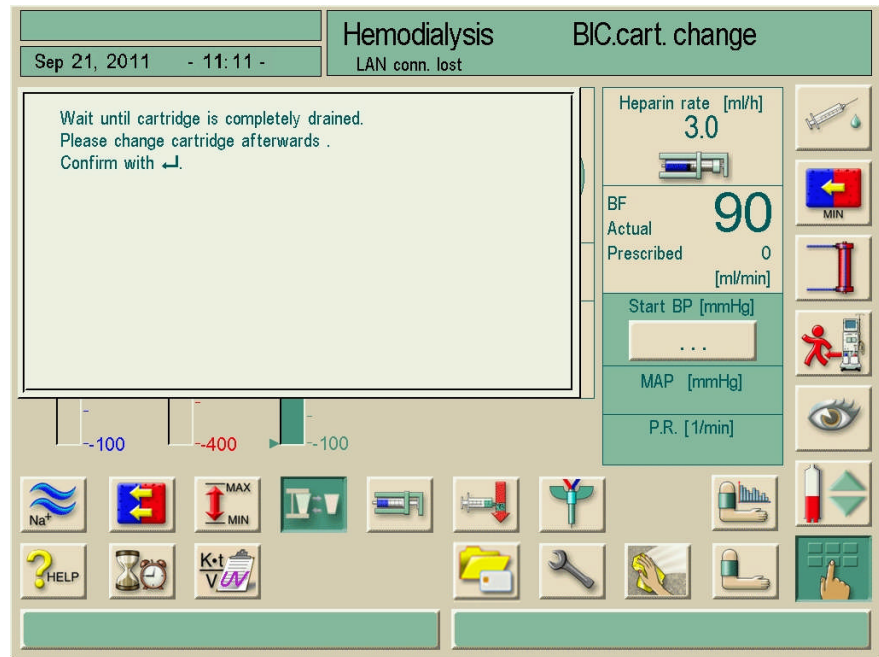 Hemodialysis BIC.cart. change
Sep 21, 2011 - 11:11 - LAN conn. lost
Wait until cartridge is completely drained.
Please change cartridge afterwards .
Confirm with ↵.
Heparin rate [ml/h]
3.0
MIN
BF
Actual 90
Prescribed 0
[ml/min]
Start BP [mmHg]
...
MAP [mmHg]
P.R. [1/min]
-100 -400 -100
Na+
MAX
MIN
HELP
K•t
V
UV